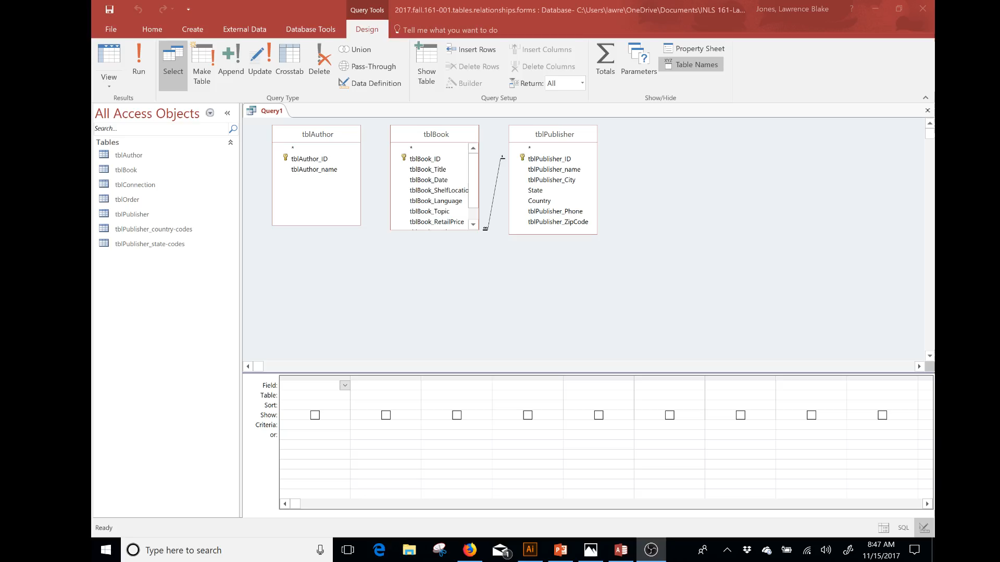 Query Tools
2017.fall.161-001.tables.relationships.forms : Database- C:\Users\lawre\OneDrive\Documents\INLS 161-La...
Jones, Lawrence Blake
?
File
Home
Create
External Data
Database Tools
Design
Tell me what you want to do
View
Run
Select
Make
Table
Append
Update
Crosstab
Delete
Union
Pass-Through
Data Definition
Show
Table
Insert Rows
Delete Rows
Builder
Insert Columns
Delete Columns
Return: All
Totals
Parameters
Property Sheet
XYZ
Table Names
Results
Query Type
Query Setup
Show/Hide
All Access Objects
Search...
Tables
tblAuthor
tblBook
tblConnection
tblOrder
tblPublisher
tblPublisher_country-codes
tblPublisher_state-codes
Query1
tblAuthor
*
tblAuthor_ID
tblAuthor_name
tblBook
*
tblBook_ID
tblBook_Title
tblBook_Date
tblBook_ShelfLocatio
tblBook_Language
tblBook_Topic
tblBook_RetailPrice
1
∞
tblPublisher
*
tblPublisher_ID
tblPublisher_name
tblPublisher_City
State
Country
tblPublisher_Phone
tblPublisher_ZipCode
Field:
Table:
Sort:
Show:
Criteria:
or:
Ready
SQL
Type here to search
1
Ai
8:47 AM
11/15/2017